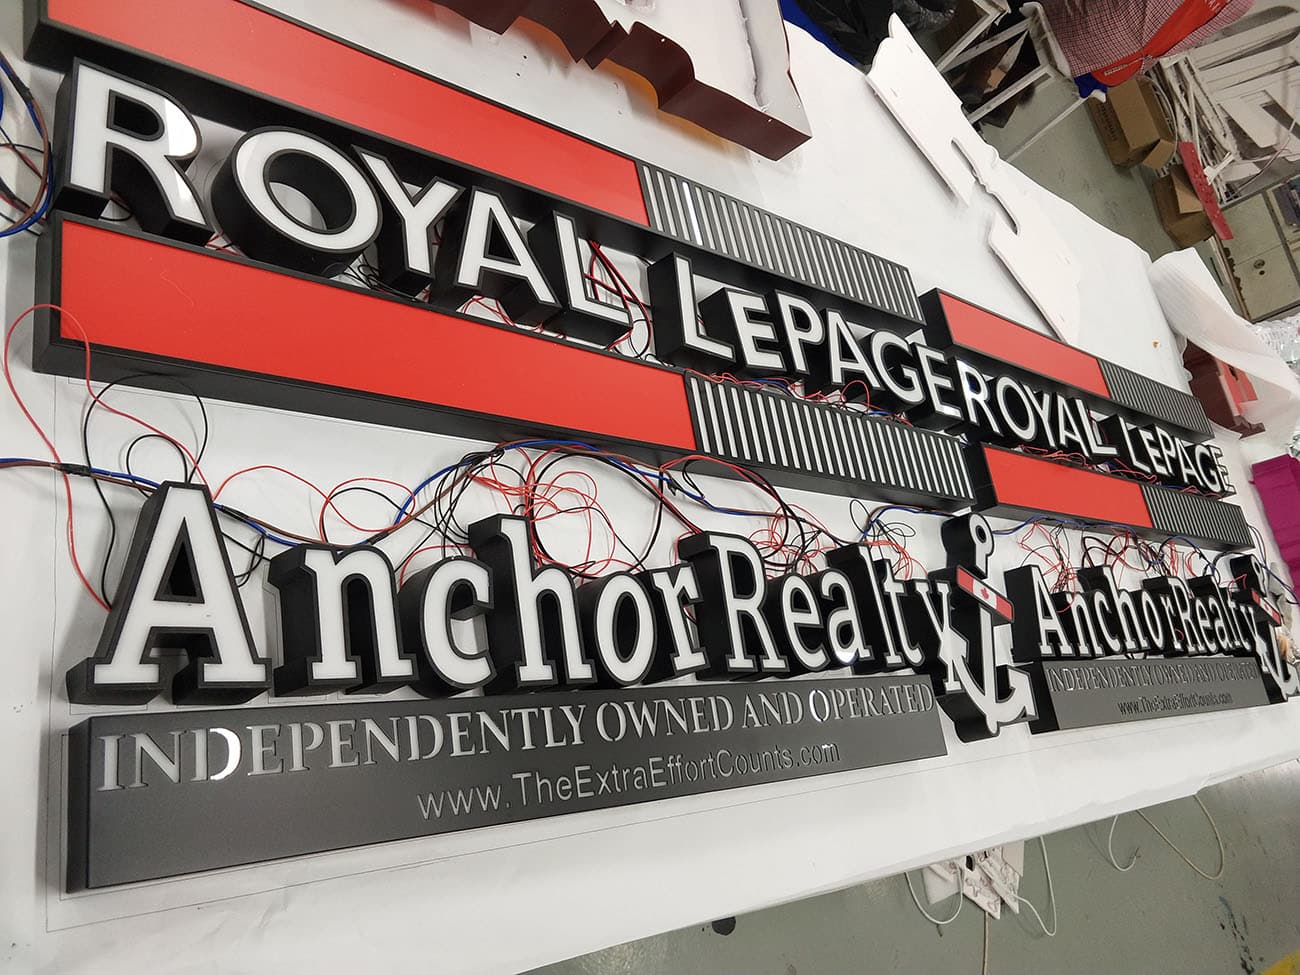 ROYAL LEPAGE
AnchorRealty
INDEPENDENTLY OWNED AND OPERATED
www.TheExtraEffortCounts.com
ROYAL LEPAGE
AnchorRealty
INDEPENDENTLY OWNED AND OPERATED
www.TheExtraEffortCounts.com